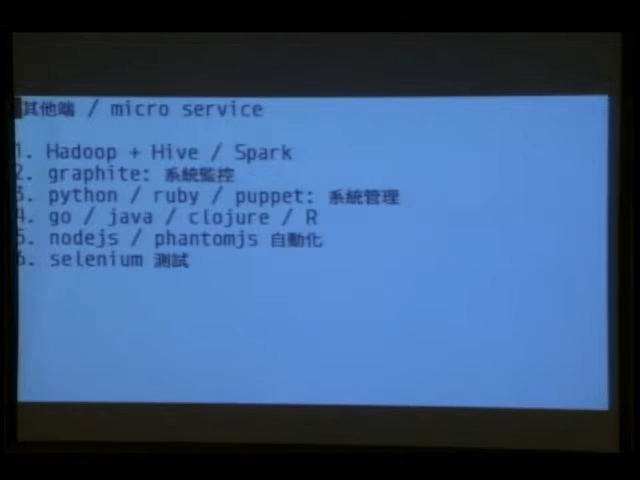 其他端 / micro service
1. Hadoop + Hive / Spark
2. graphite: 系統監控
3. python / ruby / puppet: 系統管理
4. go / java / clojure / R
5. nodejs / phantomjs 自動化
6. selenium 測試